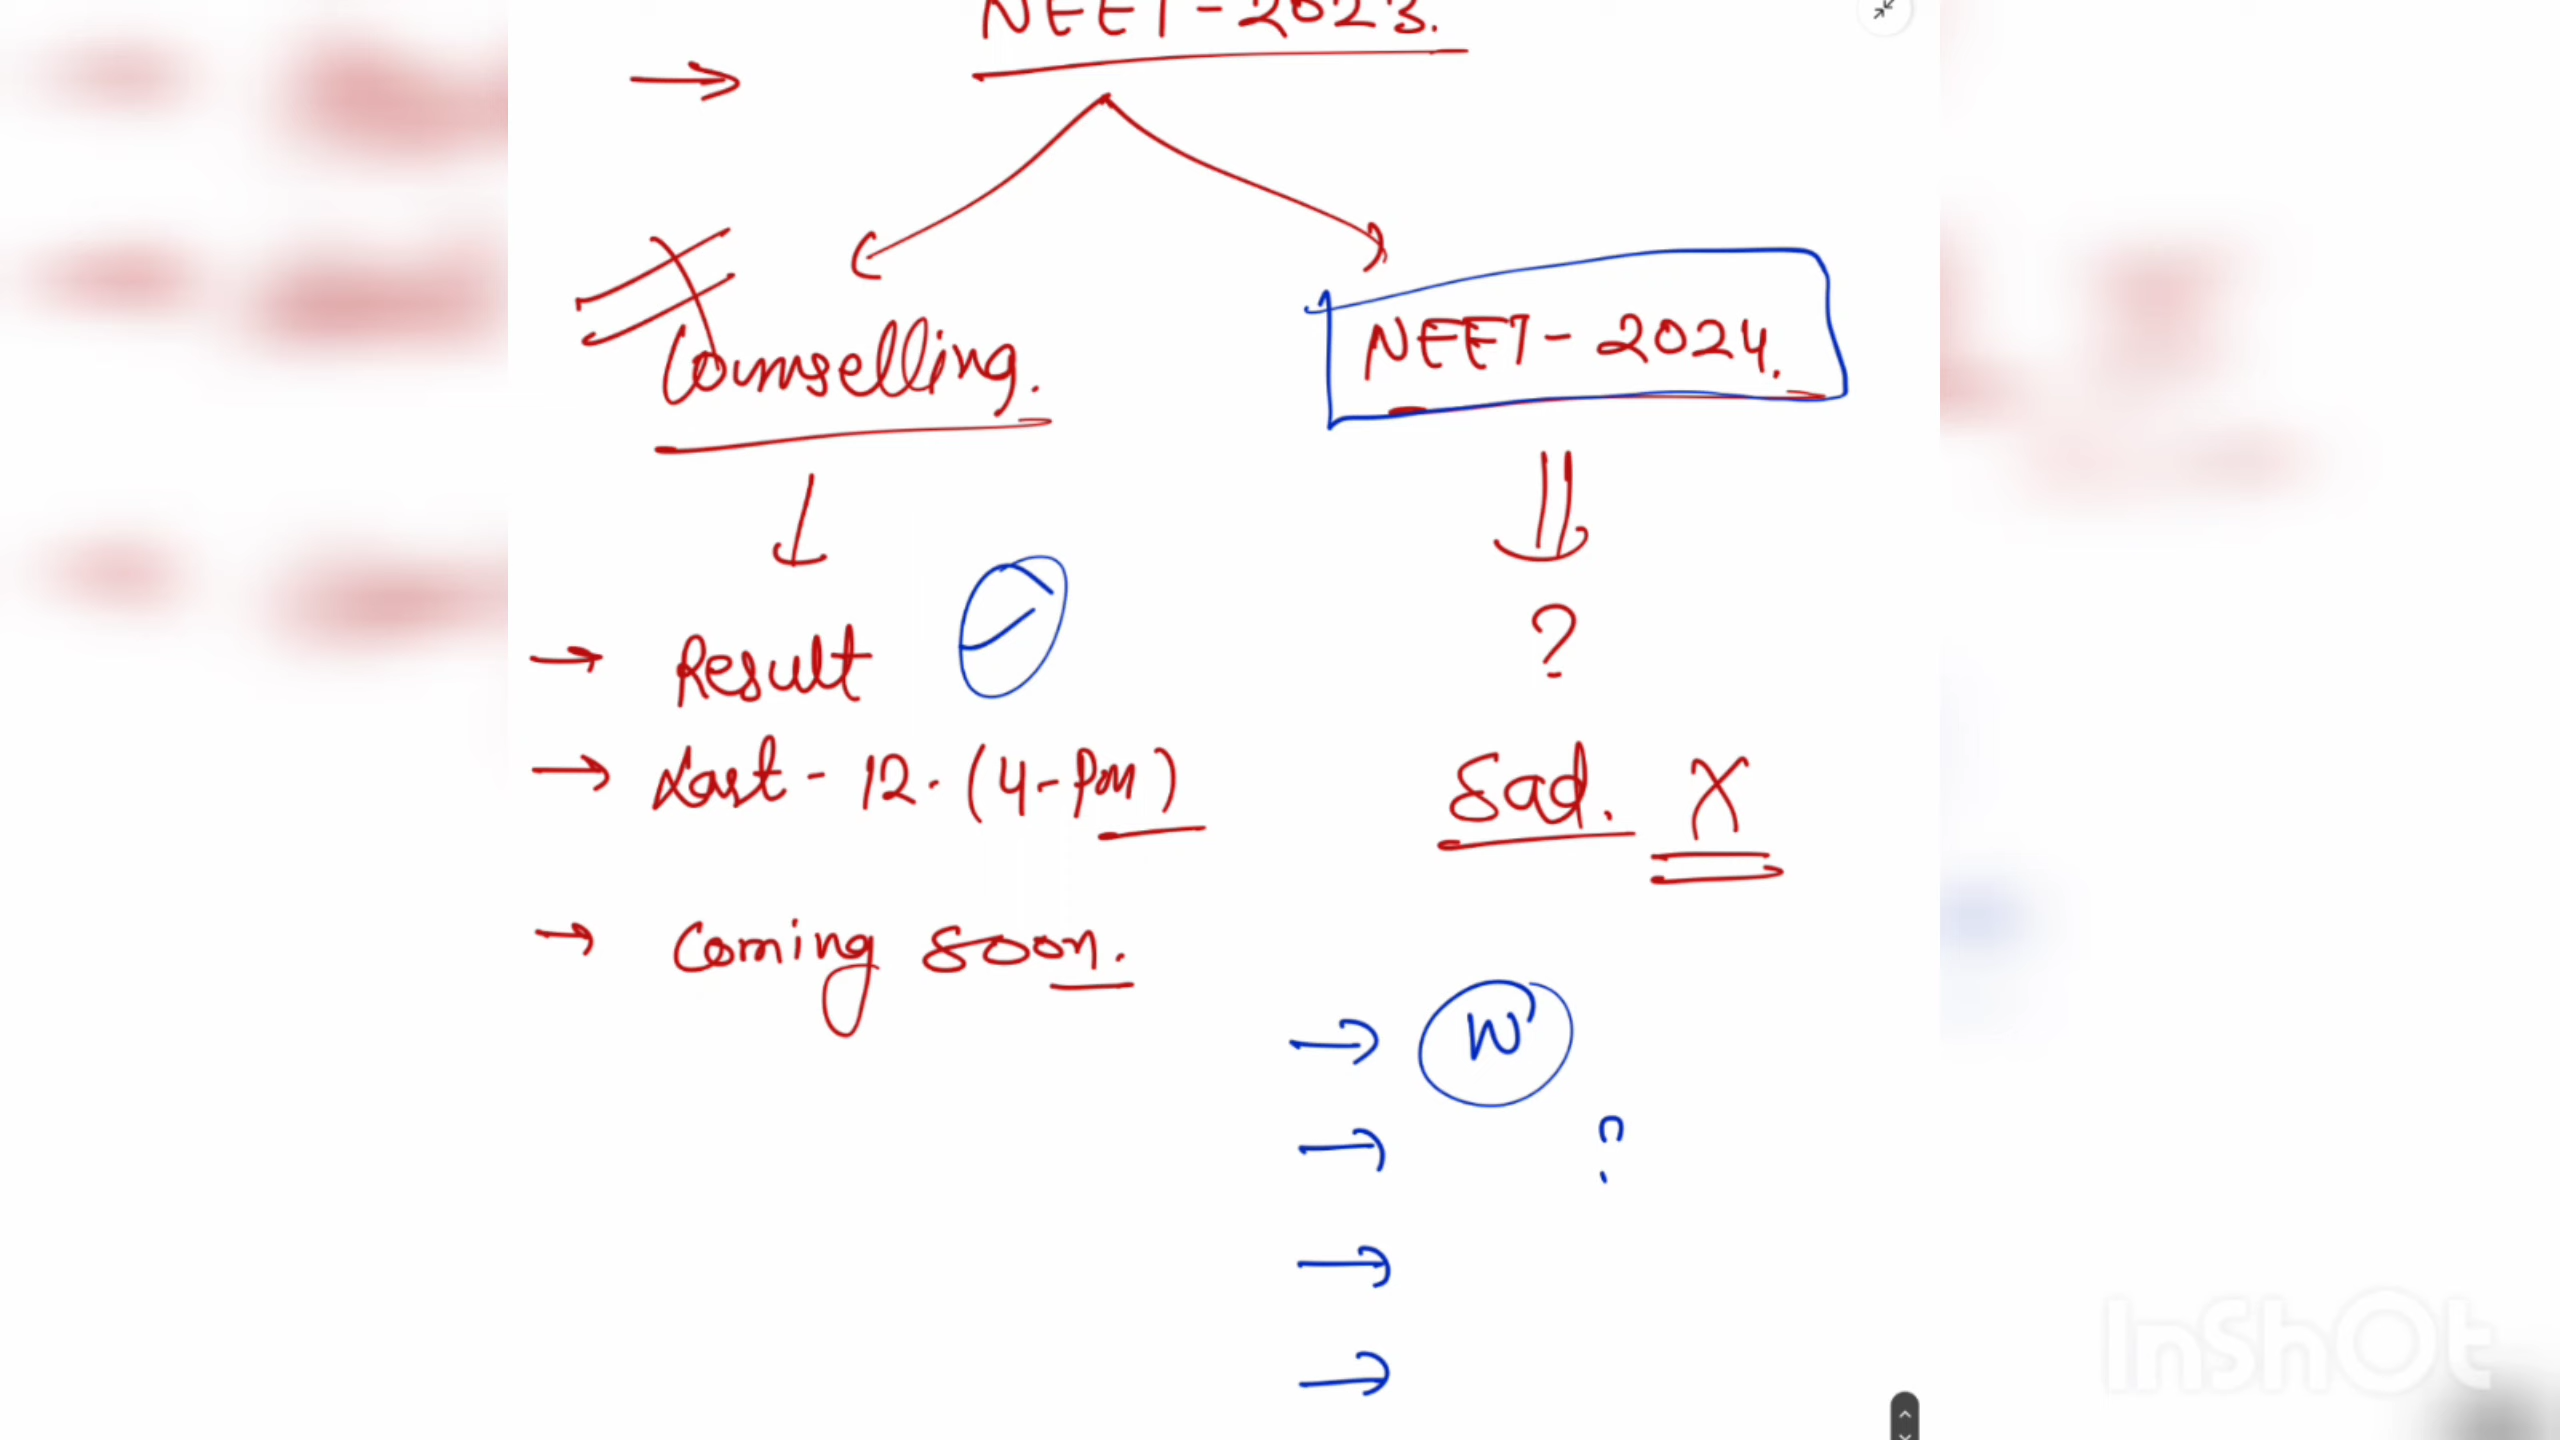 NEET-2023.
Counselling.
NEET-2024.
Result
?
Last - 12. (4-PM)
Sad. X
Coming soon.
W
?
InShOt